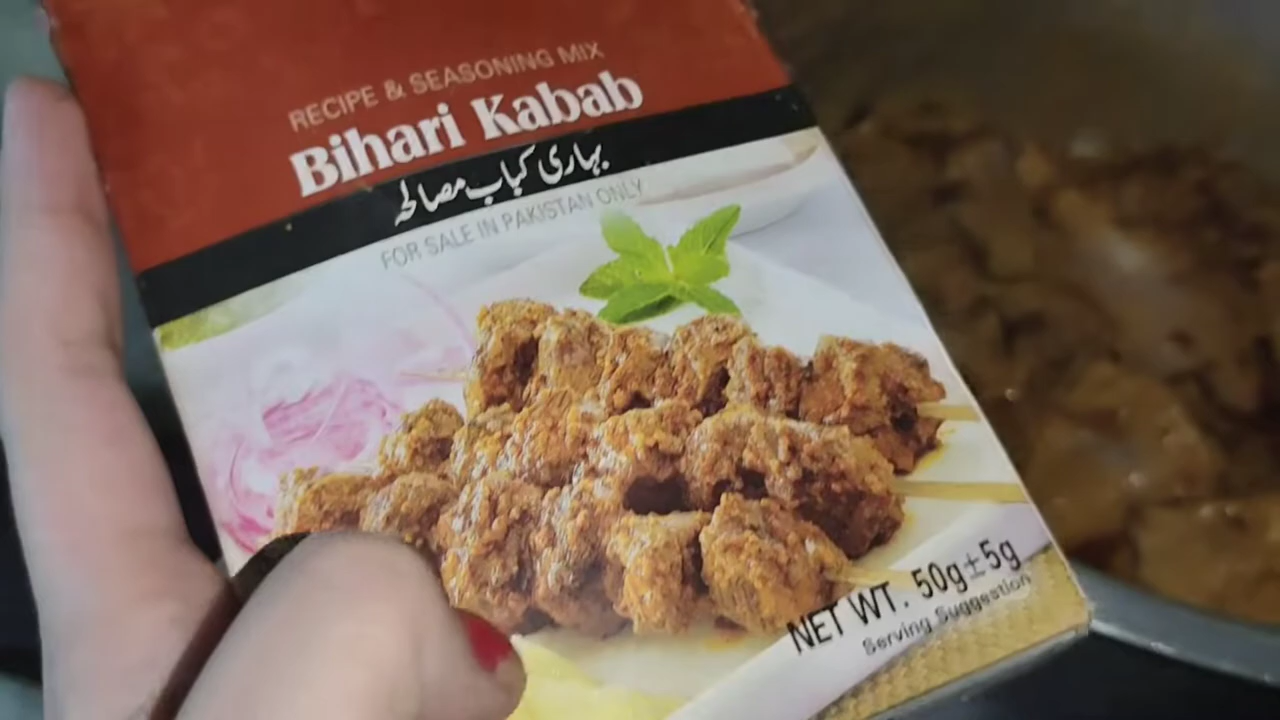 RECIPE & SEASONING MIX
Bihari Kabab
بہاری کباب مصالحہ
FOR SALE IN PAKISTAN ONLY
NET WT. 50g±5g
Serving Suggestion